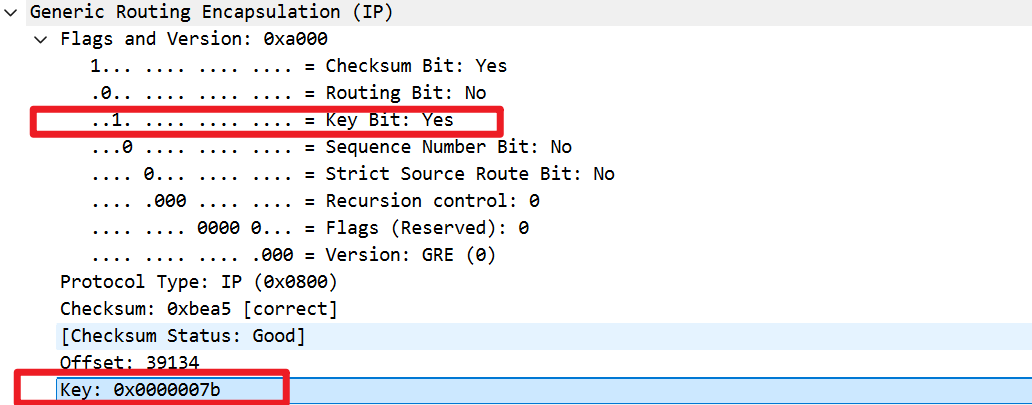 Generic Routing Encapsulation (IP)
Flags and Version: 0xa000
1... .... .... .... = Checksum Bit: Yes
.0.. .... .... .... = Routing Bit: No
..1. .... .... .... = Key Bit: Yes
...0 .... .... .... = Sequence Number Bit: No
.... 0... .... .... = Strict Source Route Bit: No
.... .000 .... .... = Recursion control: 0
.... .... 0000 0... = Flags (Reserved): 0
.... .... .... .000 = Version: GRE (0)
Protocol Type: IP (0x0800)
Checksum: 0xbea5 [correct]
[Checksum Status: Good]
Offset: 39134
Key: 0x0000007b